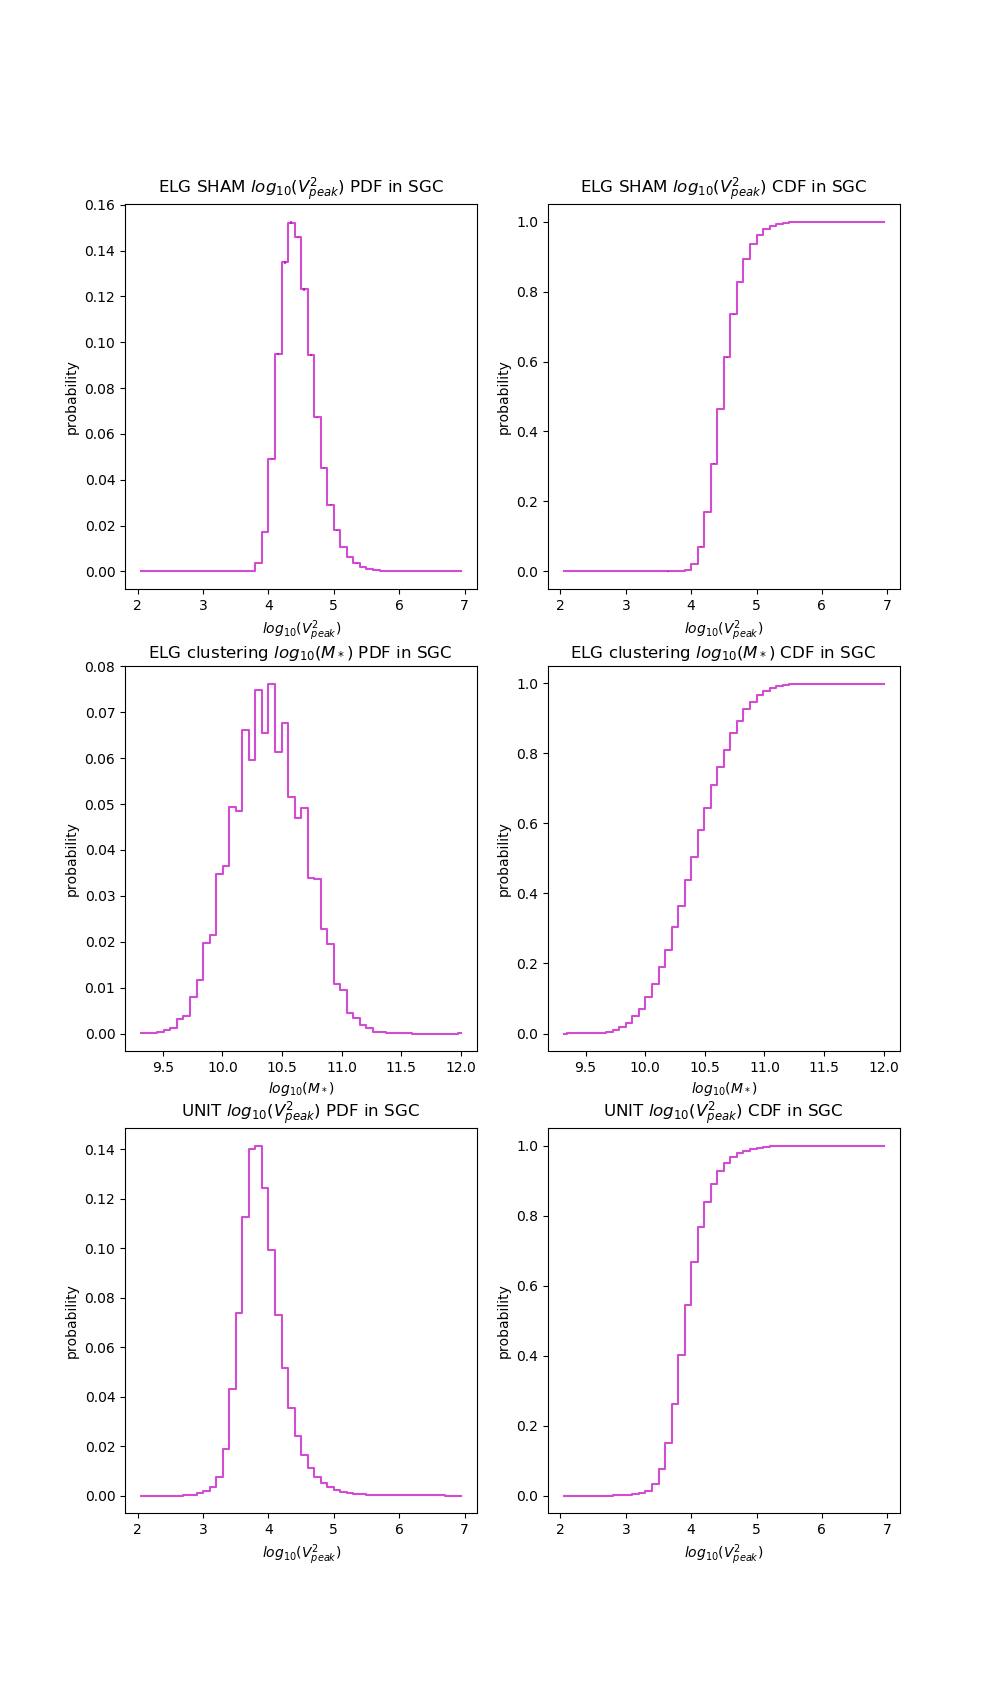 ELG SHAM log₁₀(V²ₚₑₐₖ) PDF in SGC
0.16
0.14
0.12
0.10
0.08
0.06
0.04
0.02
0.00
probability
2 3 4 5 6 7
log₁₀(V²ₚₑₐₖ)
ELG SHAM log₁₀(V²ₚₑₐₖ) CDF in SGC
1.0
0.8
0.6
0.4
0.2
0.0
probability
2 3 4 5 6 7
log₁₀(V²ₚₑₐₖ)
ELG clustering log₁₀(M*) PDF in SGC
0.08
0.07
0.06
0.05
0.04
0.03
0.02
0.01
0.00
probability
9.5 10.0 10.5 11.0 11.5 12.0
log₁₀(M*)
ELG clustering log₁₀(M*) CDF in SGC
1.0
0.8
0.6
0.4
0.2
0.0
probability
9.5 10.0 10.5 11.0 11.5 12.0
log₁₀(M*)
UNIT log₁₀(V²ₚₑₐₖ) PDF in SGC
0.14
0.12
0.10
0.08
0.06
0.04
0.02
0.00
probability
2 3 4 5 6 7
log₁₀(V²ₚₑₐₖ)
UNIT log₁₀(V²ₚₑₐₖ) CDF in SGC
1.0
0.8
0.6
0.4
0.2
0.0
probability
2 3 4 5 6 7
log₁₀(V²ₚₑₐₖ)